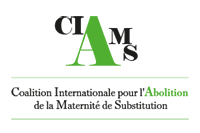 CIAMS
Coalition Internationale pour l'Abolition
de la Maternité de Substitution